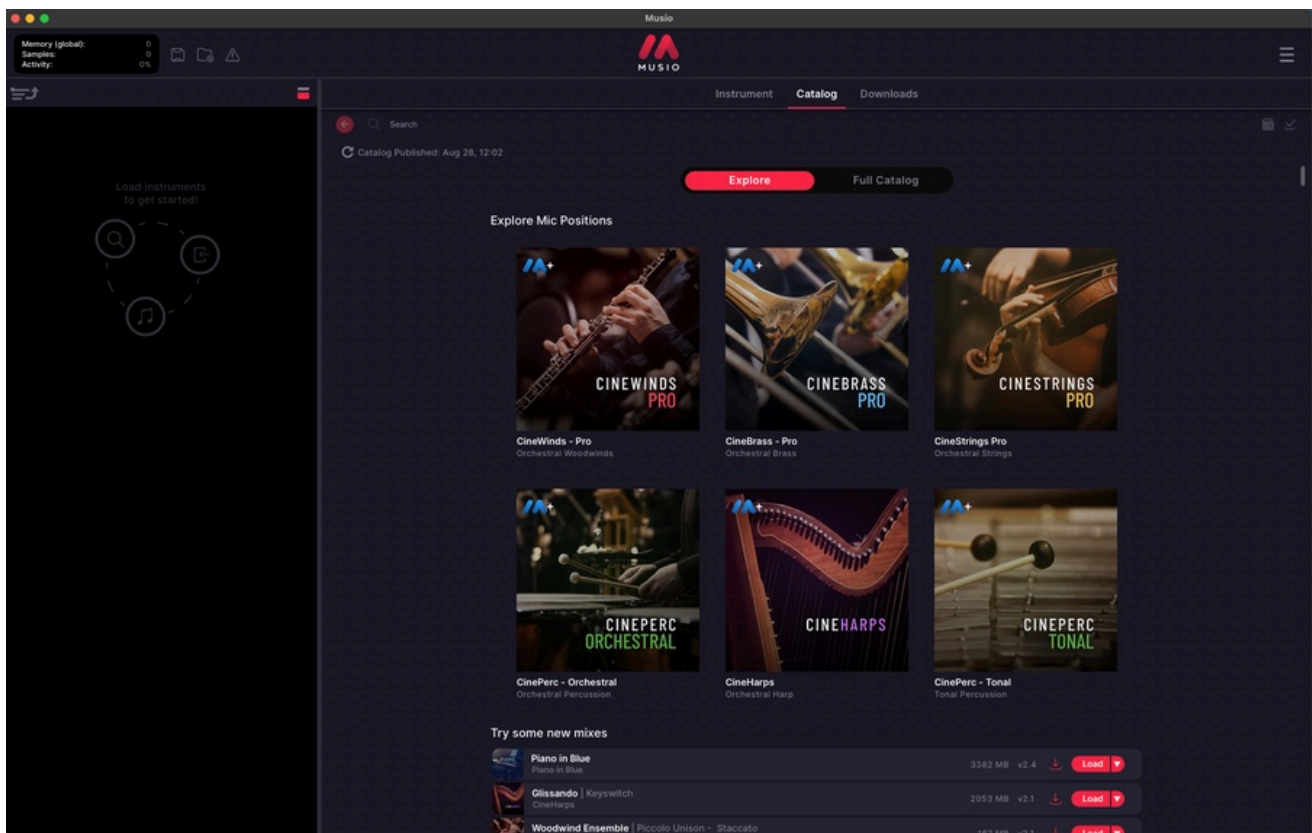 Musio
Memory (global): 0
Samples: 0
Activity: 0%
MUSIO
Instrument Catalog Downloads
Search
Catalog Published: Aug 28, 12:02
Load Instruments
to get started!
Explore Full Catalog
Explore Mic Positions
CINEWINDS
PRO
CINEBRASS
PRO
CINESTRINGS
PRO
CineWinds - Pro
Orchestral Woodwinds
CineBrass - Pro
Orchestral Brass
CineStrings Pro
Orchestral Strings
CINEPERC
ORCHESTRAL
CINEHARPS
CINEPERC
TONAL
CinePerc - Orchestral
Orchestral Percussion
CineHarps
Orchestral Harp
CinePerc - Tonal
Tonal Percussion
Try some new mixes
Piano in Blue
Piano in Blue
3382 MB v2.4 Load
Glissando | Keyswitch
CineHarps
2053 MB v2.1 Load
Woodwind Ensemble | Piccolo Unison - Staccato